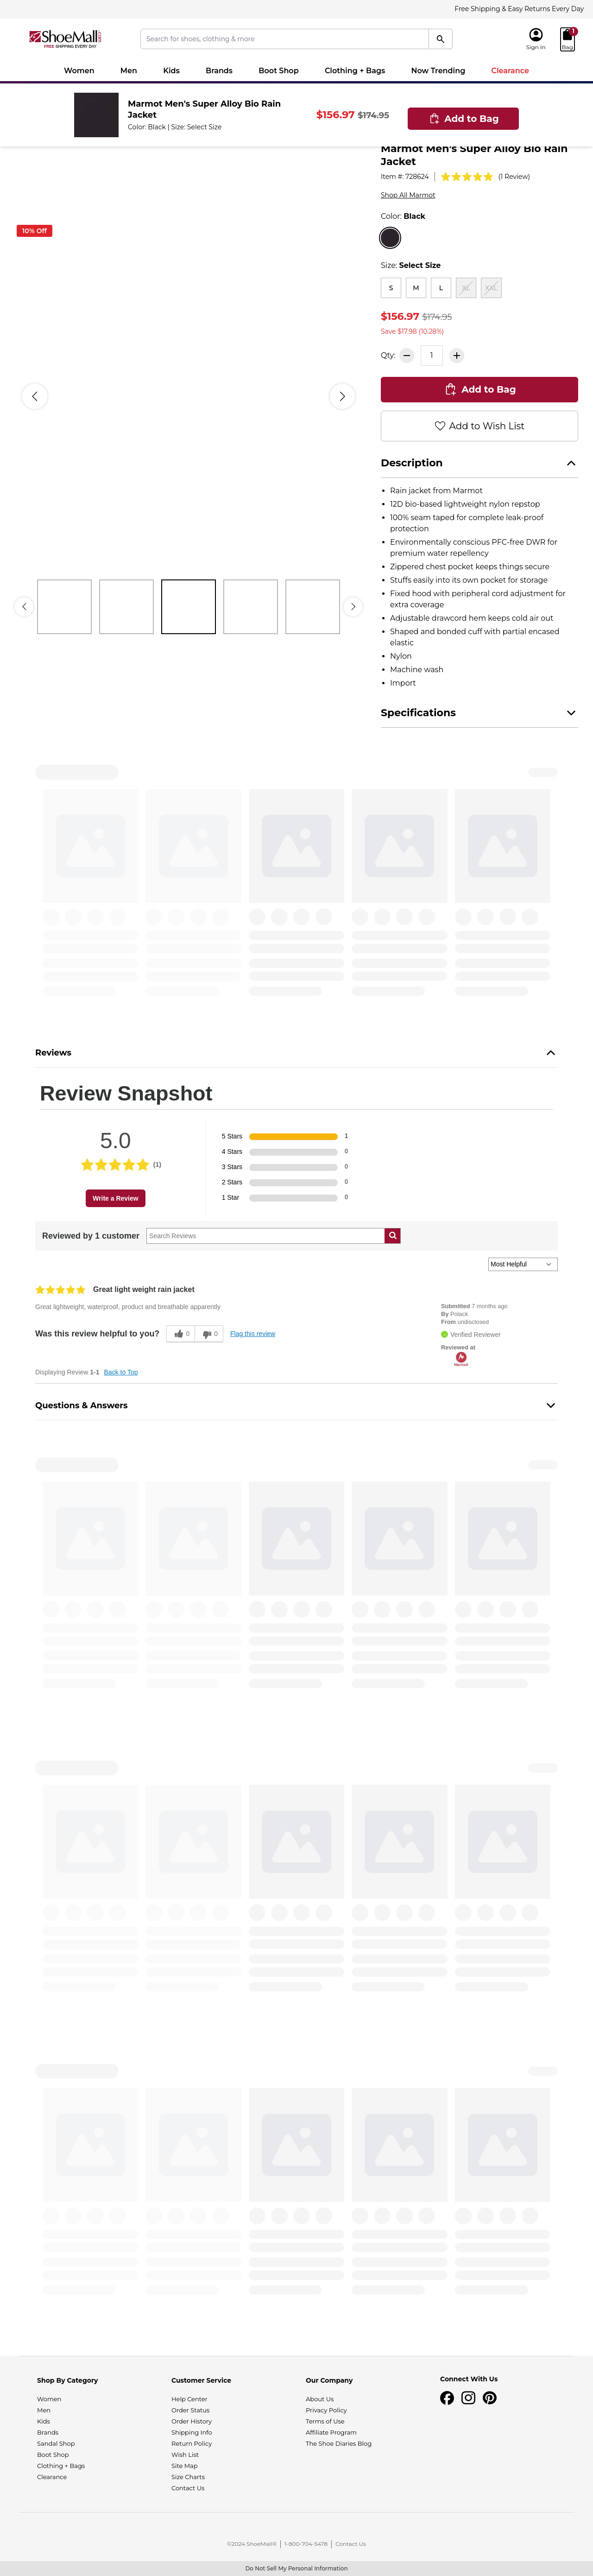 Free Shipping & Easy Returns Every Day
ShoeMall
FREE SHIPPING EVERY DAY
Search for shoes, clothing & more
Sign In
1
Bag
Women
Men
Kids
Brands
Boot Shop
Clothing + Bags
Now Trending
Clearance
Marmot Men's Super Alloy Bio Rain
Jacket
Color: Black | Size: Select Size
$156.97 $174.95
Add to Bag
Marmot Men's Super Alloy Bio Rain
Jacket
Item #: 728624
(1 Review)
Shop All Marmot
10% Off
Color: Black
Size: Select Size
S
M
L
XL
XXL
$156.97 $174.95
Save $17.98 (10.28%)
Qty:
1
Add to Bag
Add to Wish List
Description
Rain jacket from Marmot
12D bio-based lightweight nylon repstop
100% seam taped for complete leak-proof
protection
Environmentally conscious PFC-free DWR for
premium water repellency
Zippered chest pocket keeps things secure
Stuffs easily into its own pocket for storage
Fixed hood with peripheral cord adjustment for
extra coverage
Adjustable drawcord hem keeps cold air out
Shaped and bonded cuff with partial encased
elastic
Nylon
Machine wash
Import
Specifications
Reviews
Review Snapshot
5.0
(1)
Write a Review
5 Stars 1
4 Stars 0
3 Stars 0
2 Stars 0
1 Star 0
Reviewed by 1 customer
Search Reviews
Most Helpful
Great light weight rain jacket
Great lightweight, waterproof, product and breathable apparently
Was this review helpful to you?
0
0
Flag this review
Submitted 7 months ago
By Polack
From undisclosed
Verified Reviewer
Reviewed at
Marmot
Displaying Review 1-1 Back to Top
Questions & Answers
Shop By Category
Women
Men
Kids
Brands
Sandal Shop
Boot Shop
Clothing + Bags
Clearance
Customer Service
Help Center
Order Status
Order History
Shipping Info
Return Policy
Wish List
Site Map
Size Charts
Contact Us
Our Company
About Us
Privacy Policy
Terms of Use
Affiliate Program
The Shoe Diaries Blog
Connect With Us
©2024 ShoeMall®
1-800-704-5478
Contact Us
Do Not Sell My Personal Information